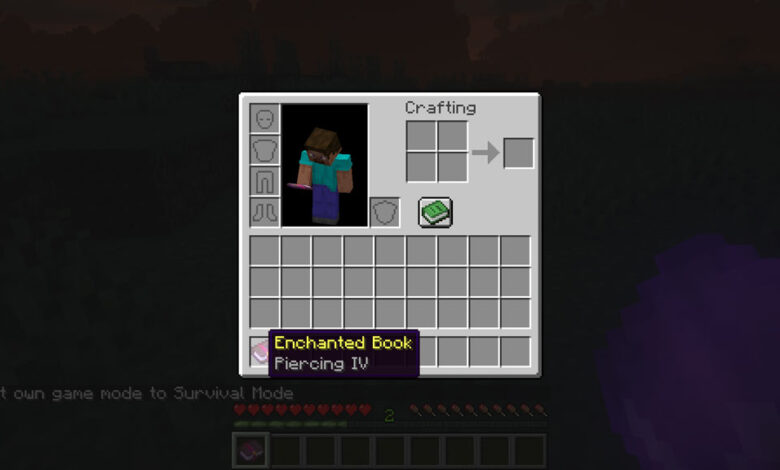 Crafting
Enchanted Book
Piercing IV
t own game mode to Survival Mode
2